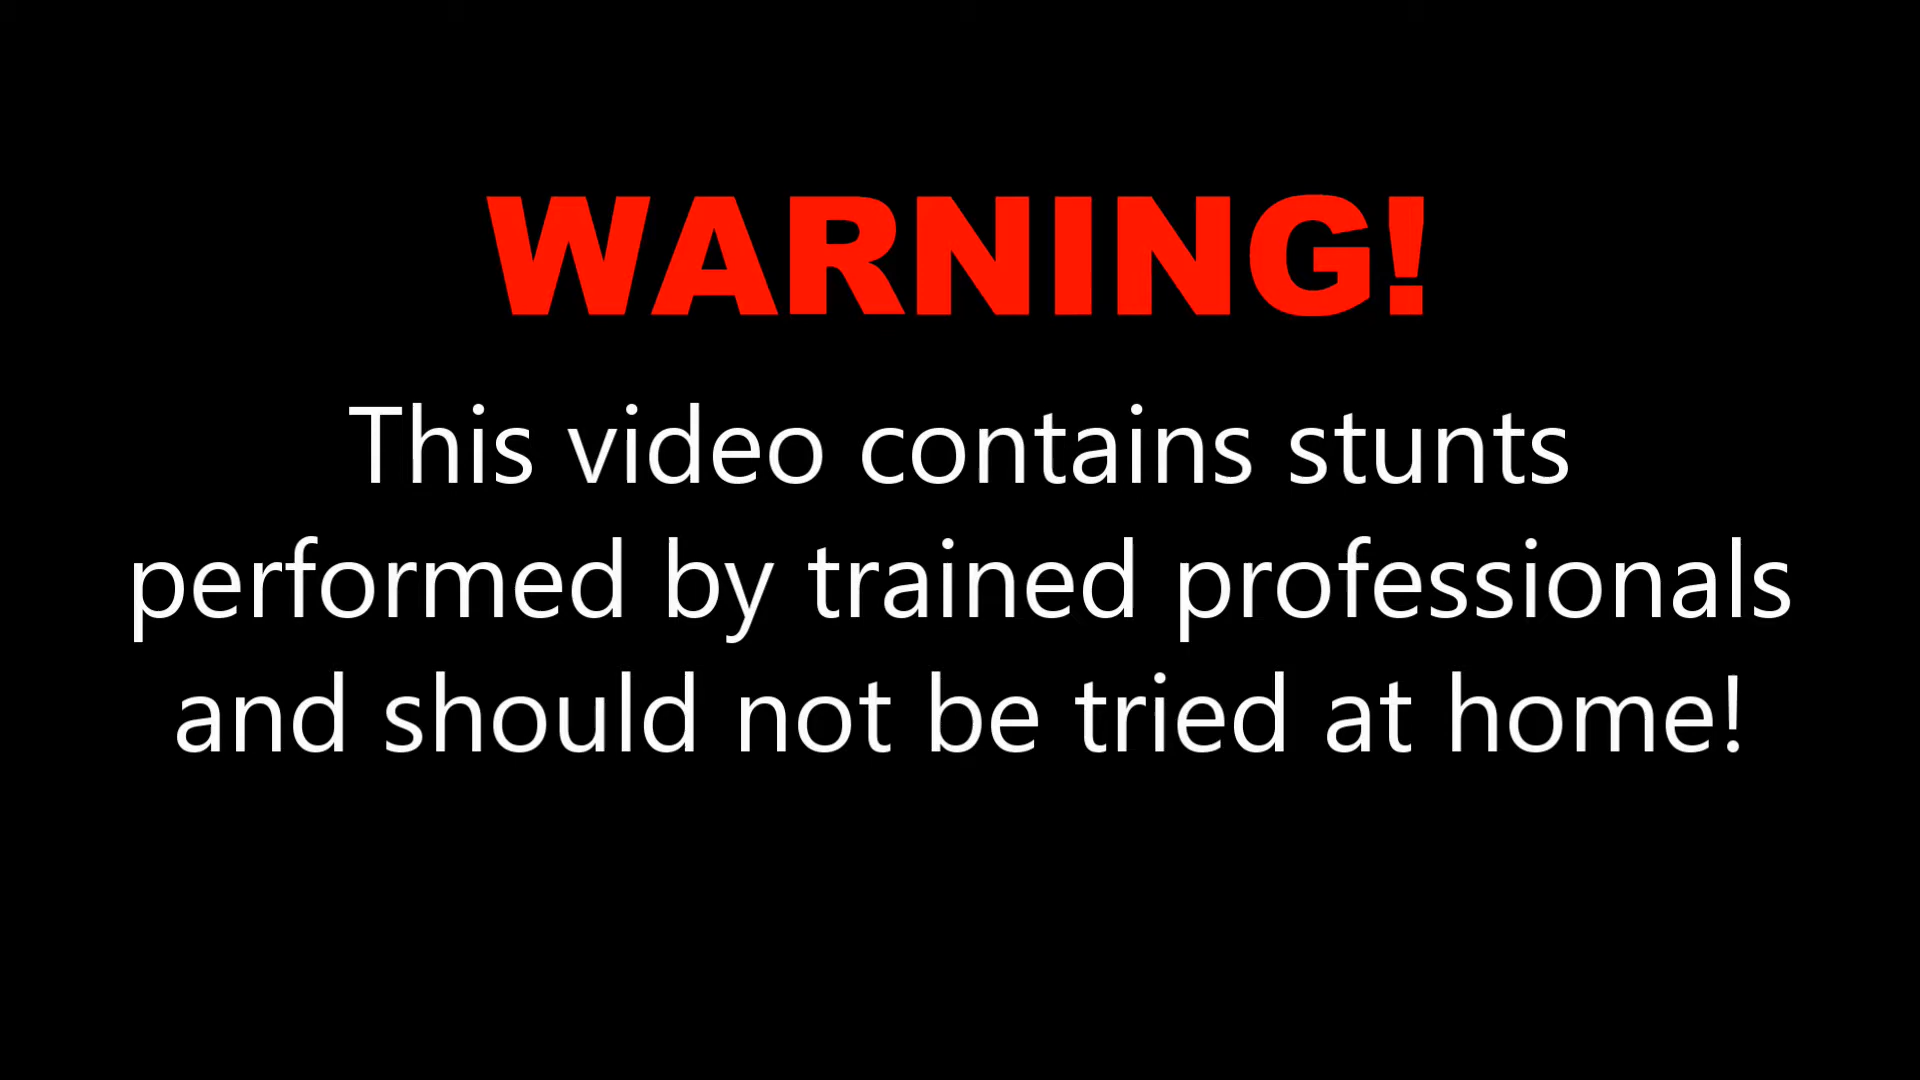 WARNING!
This video contains stunts
performed by trained professionals
and should not be tried at home!